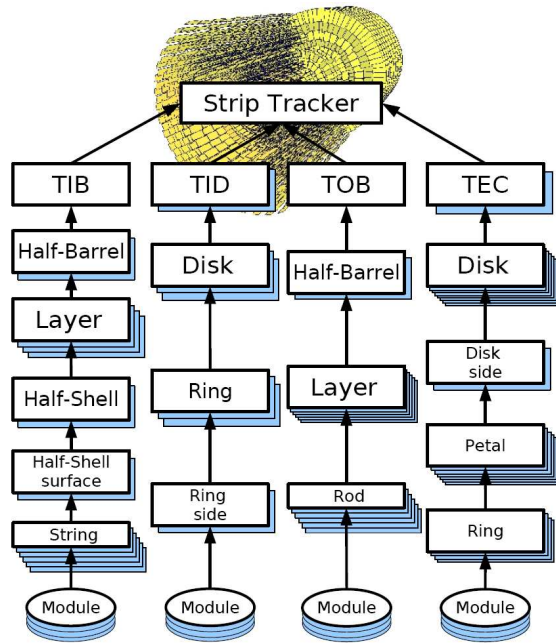 Strip Tracker
TIB
TID
TOB
TEC
Half-Barrel
Disk
Half-Barrel
Disk
Layer
Disk
side
Half-Shell
Ring
Layer
Petal
Half-Shell
surface
Ring
side
Rod
String
Ring
Module
Module
Module
Module